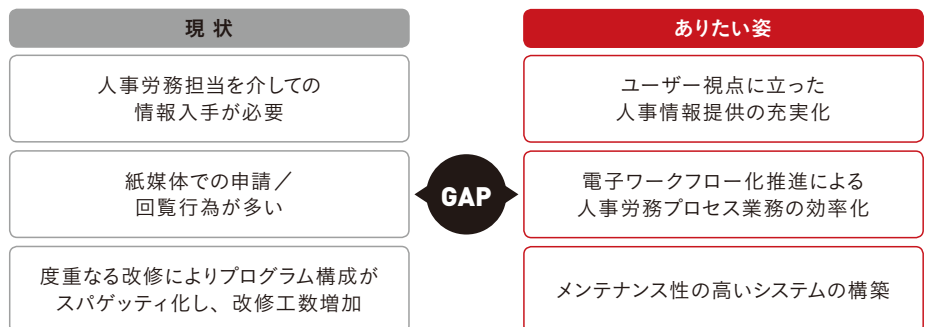 現状
人事労務担当を介しての
情報入手が必要
紙媒体での申請／
回覧行為が多い
度重なる改修によりプログラム構成が
スパゲッティ化し、改修工数増加
GAP
ありたい姿
ユーザー視点に立った
人事情報提供の充実化
電子ワークフロー化推進による
人事労務プロセス業務の効率化
メンテナンス性の高いシステムの構築